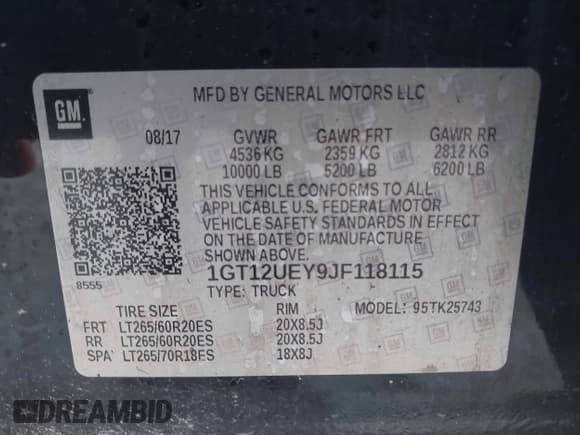 GM
MFD BY GENERAL MOTORS LLC
08/17 GVWR GAWR FRT GAWR RR
4536 KG 2359 KG 2812 KG
10000 LB 5200 LB 6200 LB
THIS VEHICLE CONFORMS TO ALL
APPLICABLE U.S. FEDERAL MOTOR
VEHICLE SAFETY STANDARDS IN EFFECT
ON THE DATE OF MANUFACTURE
SHOWN ABOVE.
8555
1GT12UEY9JF118115
TYPE: TRUCK MODEL: 95TK25743
TIRE SIZE RIM
FRT LT265/60R20ES 20X8.5J
RR LT265/60R20ES 20X8.5J
SPA LT265/70R18ES 18X8J
DREAMBID